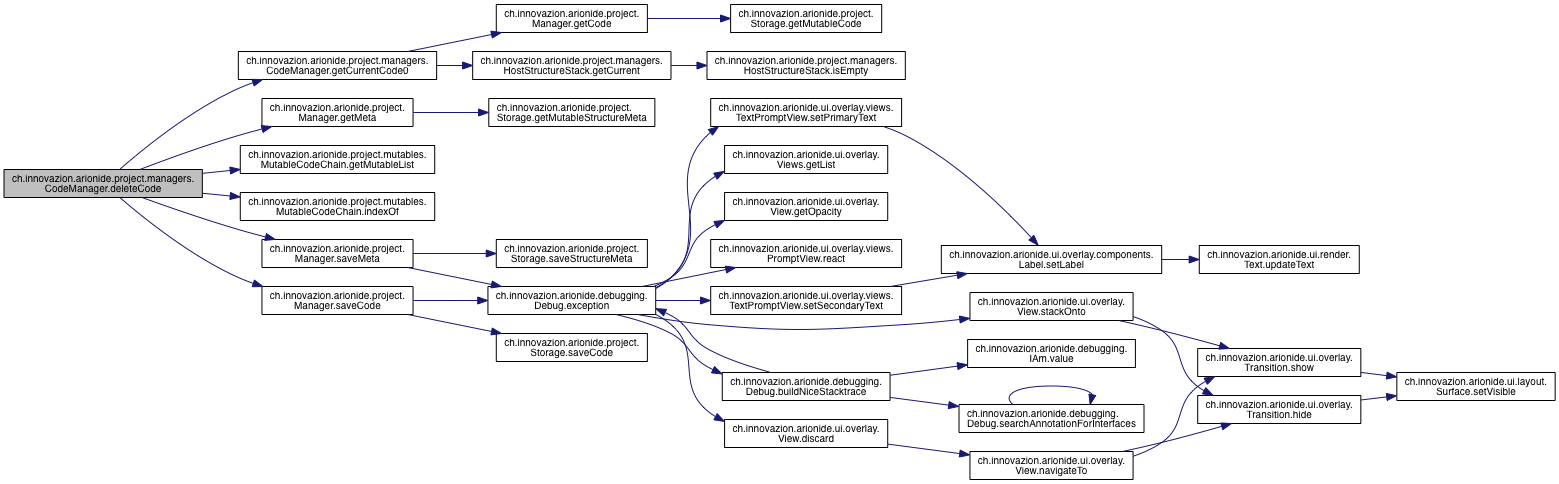 ch.innovazion.arionide.project.managers.
CodeManager.deleteCode
ch.innovazion.arionide.project.managers.
CodeManager.getCurrentCode0
ch.innovazion.arionide.project.
Manager.getMeta
ch.innovazion.arionide.project.mutables.
MutableCodeChain.getMutableList
ch.innovazion.arionide.project.mutables.
MutableCodeChain.indexOf
ch.innovazion.arionide.project.
Manager.saveMeta
ch.innovazion.arionide.project.
Manager.saveCode
ch.innovazion.arionide.project.
Manager.getCode
ch.innovazion.arionide.project.managers.
HostStructureStack.getCurrent
ch.innovazion.arionide.project.
Storage.getMutableStructureMeta
ch.innovazion.arionide.project.
Storage.saveStructureMeta
ch.innovazion.arionide.debugging.
Debug.exception
ch.innovazion.arionide.project.
Storage.saveCode
ch.innovazion.arionide.project.
Storage.getMutableCode
ch.innovazion.arionide.project.managers.
HostStructureStack.isEmpty
ch.innovazion.arionide.ui.overlay.views.
TextPromptView.setPrimaryText
ch.innovazion.arionide.ui.overlay.
Views.getList
ch.innovazion.arionide.ui.overlay.
View.getOpacity
ch.innovazion.arionide.ui.overlay.views.
PromptView.react
ch.innovazion.arionide.ui.overlay.views.
TextPromptView.setSecondaryText
ch.innovazion.arionide.debugging.
Debug.buildNiceStacktrace
ch.innovazion.arionide.ui.overlay.
View.discard
ch.innovazion.arionide.ui.overlay.components.
Label.setLabel
ch.innovazion.arionide.ui.overlay.
View.stackOnto
ch.innovazion.arionide.debugging.
IAm.value
ch.innovazion.arionide.debugging.
Debug.searchAnnotationForInterfaces
ch.innovazion.arionide.ui.overlay.
View.navigateTo
ch.innovazion.arionide.ui.render.
Text.updateText
ch.innovazion.arionide.ui.overlay.
Transition.show
ch.innovazion.arionide.ui.overlay.
Transition.hide
ch.innovazion.arionide.ui.layout.
Surface.setVisible